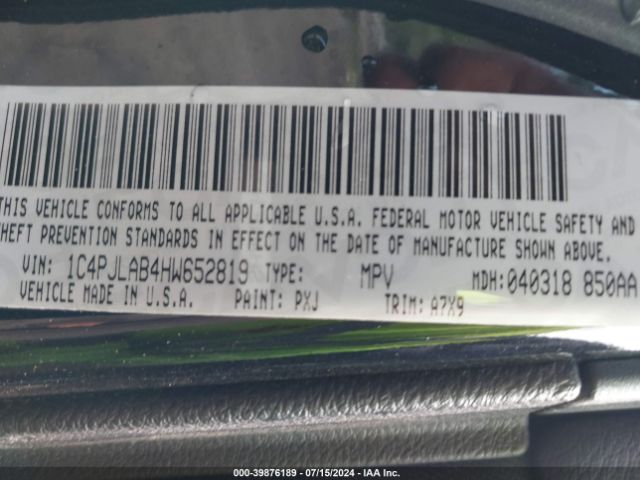 THIS VEHICLE CONFORMS TO ALL APPLICABLE U.S.A. FEDERAL MOTOR VEHICLE SAFETY AND
THEFT PREVENTION STANDARDS IN EFFECT ON THE DATE OF MANUFACTURE SHOWN ABOVE.
VIN: 1C4PJLAB4HW652819 TYPE: MPV MDH:040318 850AA
VEHICLE MADE IN U.S.A. PAINT: PXJ TRIM: A7X9
000-39876189 - 07/15/2024 - IAA Inc.